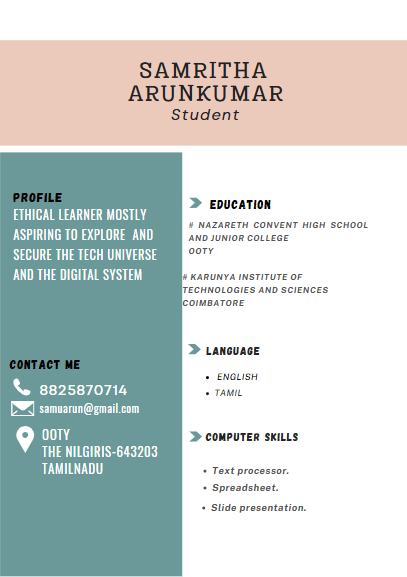 SAMRITHA
ARUNKUMAR
Student
PROFILE
ETHICAL LEARNER MOSTLY
ASPIRING TO EXPLORE AND
SECURE THE TECH UNIVERSE
AND THE DIGITAL SYSTEM
CONTACT ME
8825870714
samuarun@gmail.com
OOTY
THE NILGIRIS-643203
TAMILNADU
EDUCATION
# NAZARETH CONVENT HIGH SCHOOL
AND JUNIOR COLLEGE
OOTY
# KARUNYA INSTITUTE OF
TECHNOLOGIES AND SCIENCES
COIMBATORE
LANGUAGE
• ENGLISH
• TAMIL
COMPUTER SKILLS
• Text processor.
• Spreadsheet.
• Slide presentation.